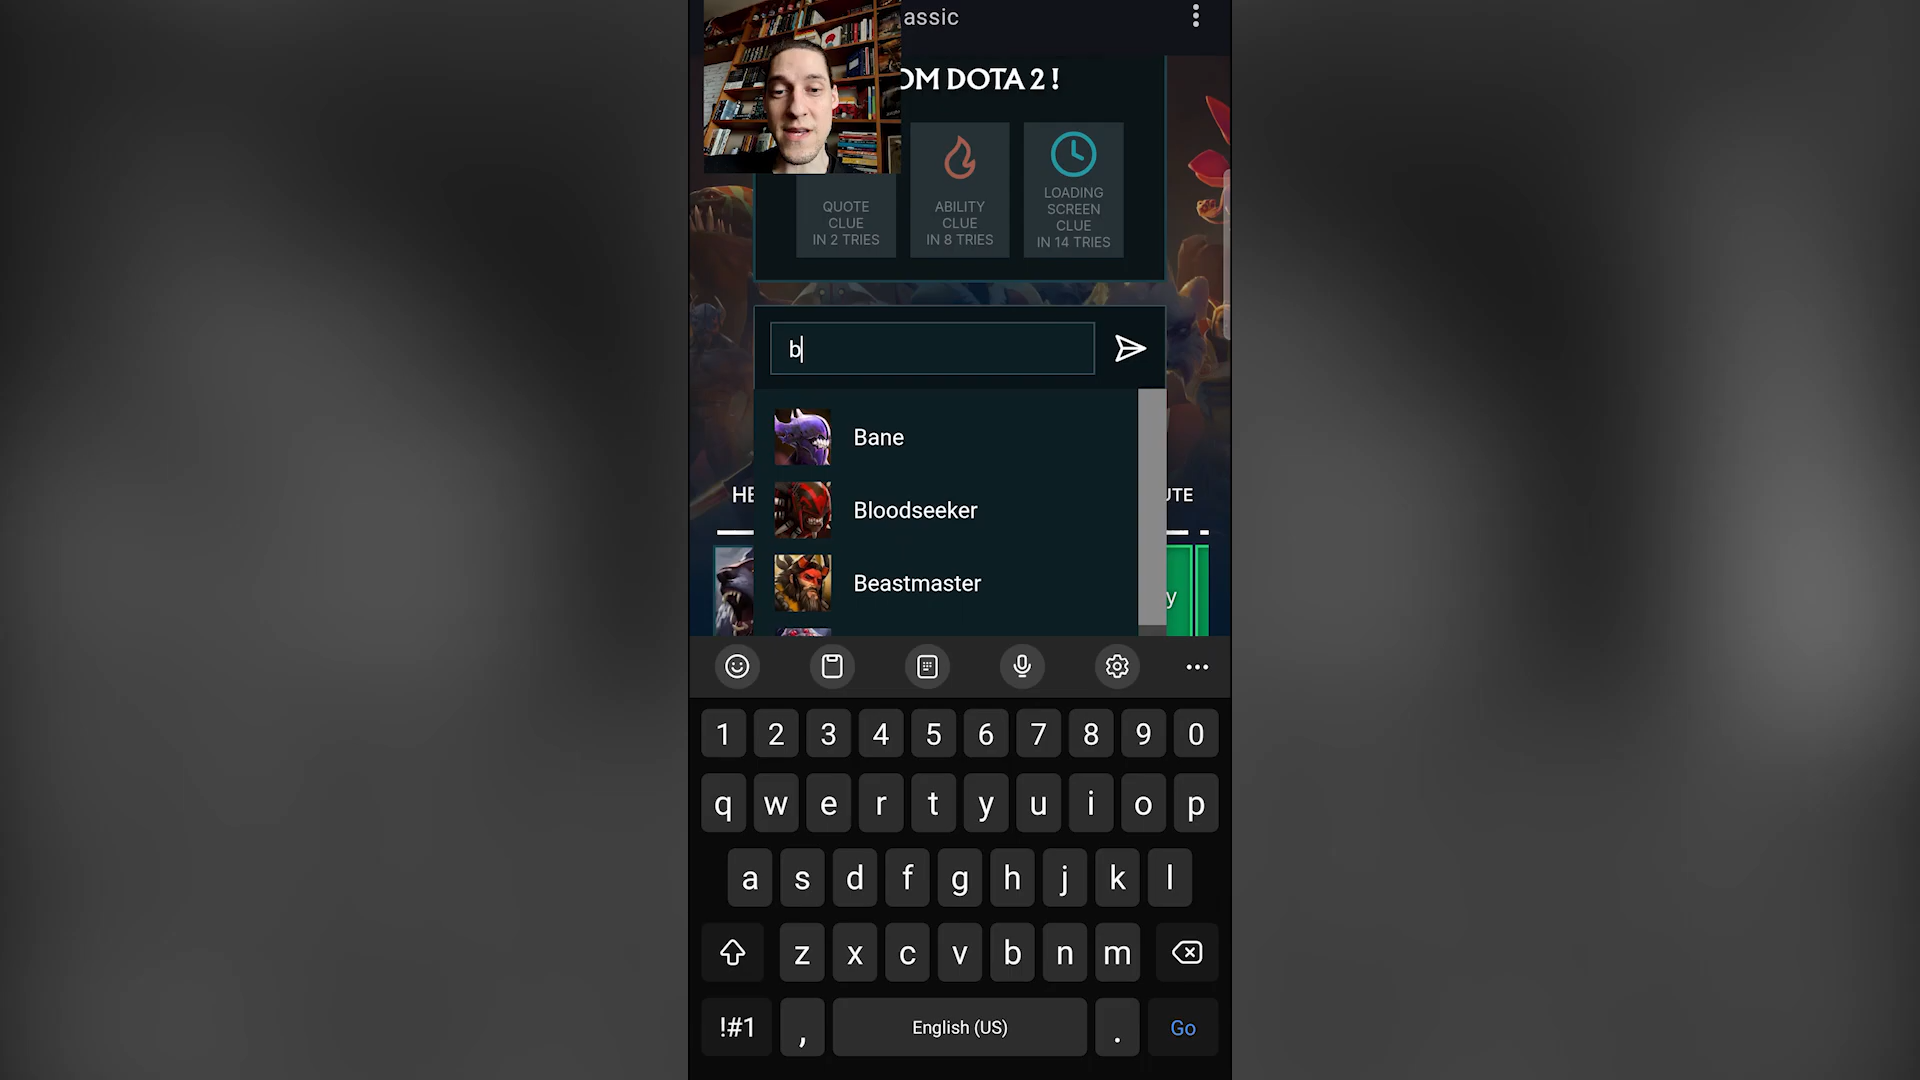 assic
OM DOTA 2 !
QUOTE
CLUE
IN 2 TRIES
ABILITY
CLUE
IN 8 TRIES
LOADING
SCREEN
CLUE
IN 14 TRIES
b
Bane
Bloodseeker
Beastmaster
HE
UTE
y
1 2 3 4 5 6 7 8 9 0
q w e r t y u i o p
a s d f g h j k l
z x c v b n m
!#1 , English (US) . Go